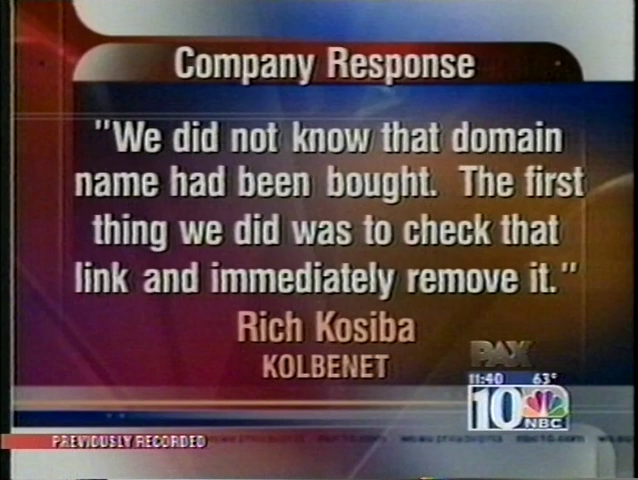 Company Response
"We did not know that domain
name had been bought. The first
thing we did was to check that
link and immediately remove it."
Rich Kosiba
KOLBENET
PAX
11:40 63°
10
NBC
PREVIOUSLY RECORDED